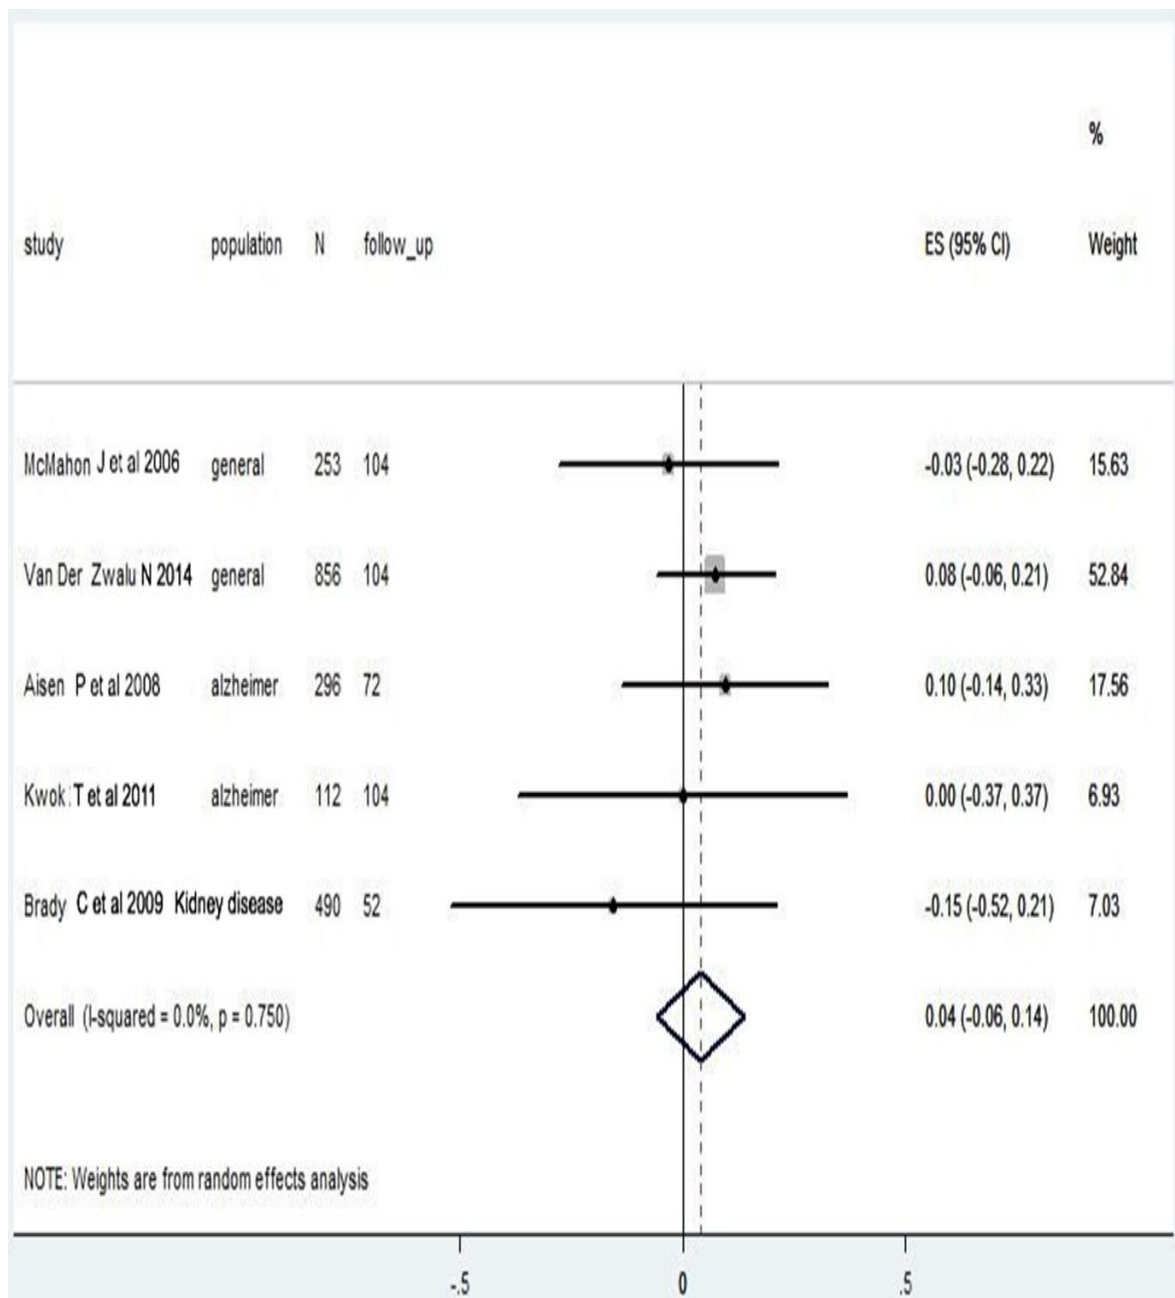 %
study population N follow_up ES (95% CI) Weight
McMahon J et al 2006 general 253 104 -0.03 (-0.28, 0.22) 15.63
Van Der Zwalu N 2014 general 856 104 0.08 (-0.06, 0.21) 52.84
Aisen P et al 2008 alzheimer 296 72 0.10 (-0.14, 0.33) 17.56
Kwok T et al 2011 alzheimer 112 104 0.00 (-0.37, 0.37) 6.93
Brady C et al 2009 Kidney disease 490 52 -0.15 (-0.52, 0.21) 7.03
Overall (I-squared = 0.0%, p = 0.750) 0.04 (-0.06, 0.14) 100.00
NOTE: Weights are from random effects analysis
-.5 0 .5